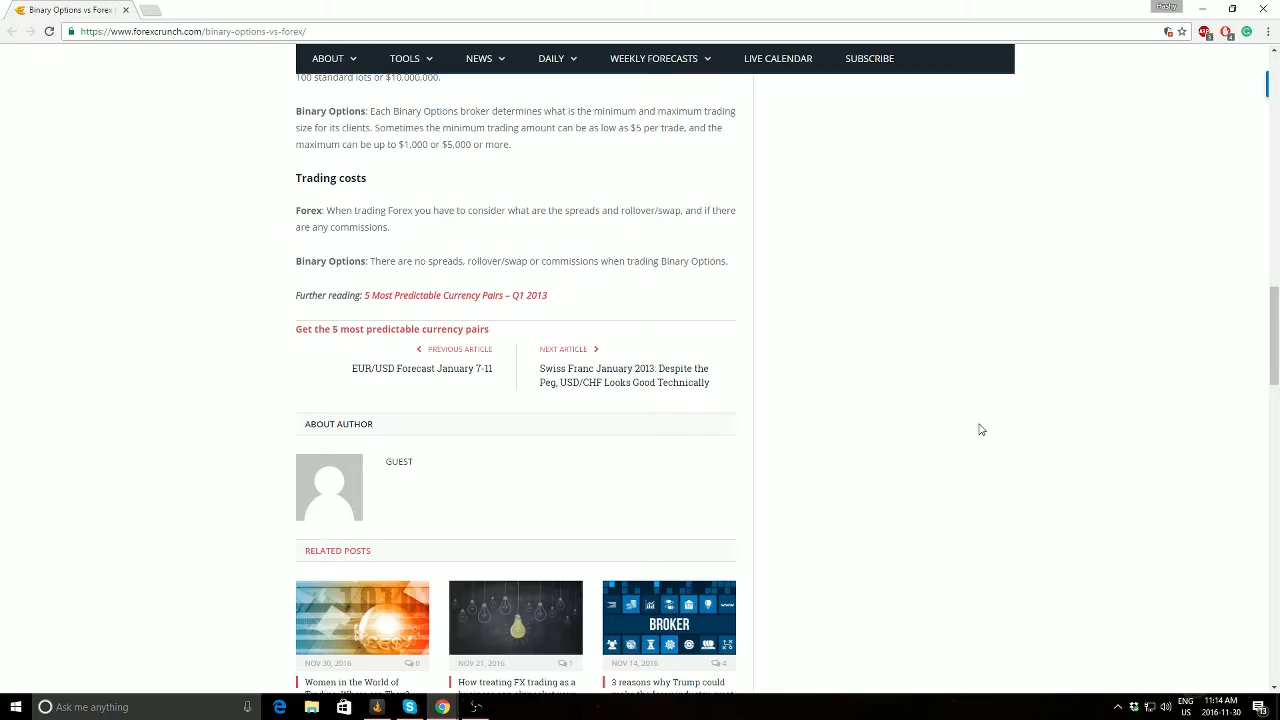 Binary Options vs Forex
Hashy
https://www.forexcrunch.com/binary-options-vs-forex/
ABOUT TOOLS NEWS DAILY WEEKLY FORECASTS LIVE CALENDAR SUBSCRIBE
100 standard lots or $10,000,000.
Binary Options: Each Binary Options broker determines what is the minimum and maximum trading
size for its clients. Sometimes the minimum trading amount can be as low as $5 per trade, and the
maximum can be up to $1,000 or $5,000 or more.
Trading costs
Forex: When trading Forex you have to consider what are the spreads and rollover/swap, and if there
are any commissions.
Binary Options: There are no spreads, rollover/swap or commissions when trading Binary Options.
Further reading: 5 Most Predictable Currency Pairs – Q1 2013
Get the 5 most predictable currency pairs
PREVIOUS ARTICLE
EUR/USD Forecast January 7-11
NEXT ARTICLE
Swiss Franc January 2013: Despite the
Peg, USD/CHF Looks Good Technically
ABOUT AUTHOR
GUEST
RELATED POSTS
BROKER
NOV 30, 2016 0
Women in the World of
NOV 21, 2016 1
How treating FX trading as a
NOV 14, 2016 4
3 reasons why Trump could
Ask me anything
ENG
US
11:14 AM
2016-11-30